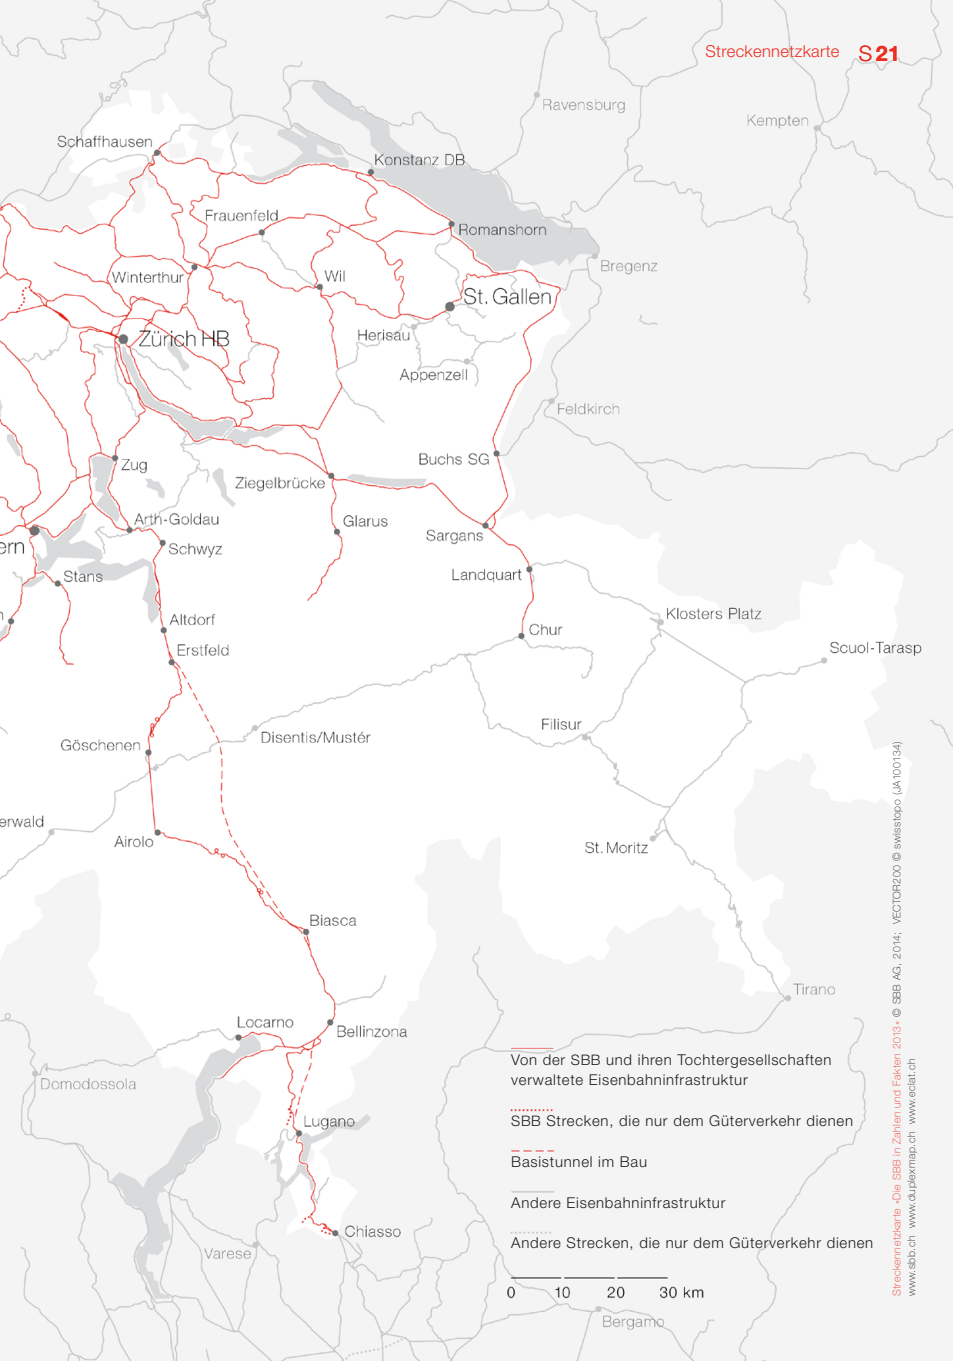 Streckennetzkarte S 21
Ravensburg
Kempten
Schaffhausen
Konstanz DB
Frauenfeld
Romanshorn
Bregenz
Winterthur
Wil
St. Gallen
Herisau
Zürich HB
Appenzell
Feldkirch
Buchs SG
Zug
Ziegelbrücke
Arth-Goldau
Glarus
Sargans
ern
Schwyz
Stans
Landquart
n
Altdorf
Klosters Platz
Chur
Erstfeld
Scuol-Tarasp
Filisur
Disentis/Mustér
Göschenen
erwald
Airolo
St. Moritz
Biasca
Tirano
Locarno
Bellinzona
Domodossola
Lugano
Chiasso
Varese
Bergamo
Von der SBB und ihren Tochtergesellschaften
verwaltete Eisenbahninfrastruktur
SBB Strecken, die nur dem Güterverkehr dienen
Basistunnel im Bau
Andere Eisenbahninfrastruktur
Andere Strecken, die nur dem Güterverkehr dienen
0 10 20 30 km
Streckennetzkarte «Die SBB in Zahlen und Fakten 2013» © SBB AG, 2014; VECTOR200 © swisstopo (JA100134)
www.sbb.ch www.duplexmap.ch www.eclat.ch